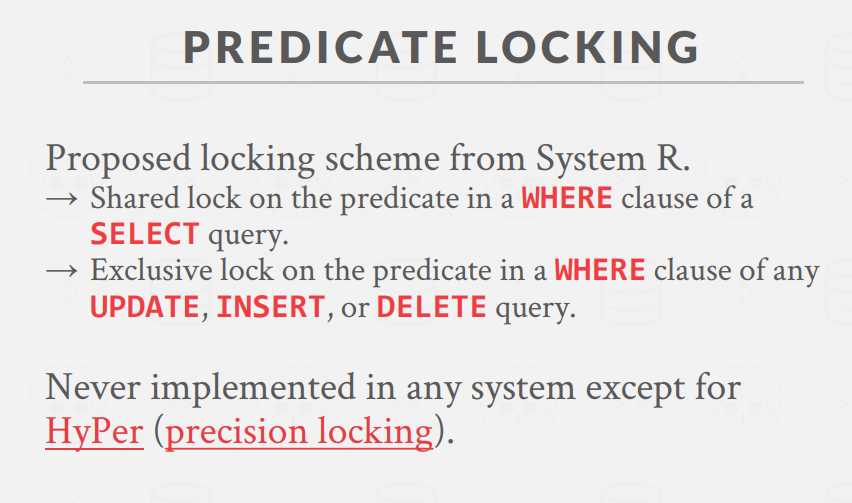 PREDICATE LOCKING
Proposed locking scheme from System R.
→ Shared lock on the predicate in a WHERE clause of a
SELECT query.
→ Exclusive lock on the predicate in a WHERE clause of any
UPDATE, INSERT, or DELETE query.
Never implemented in any system except for
HyPer (precision locking).